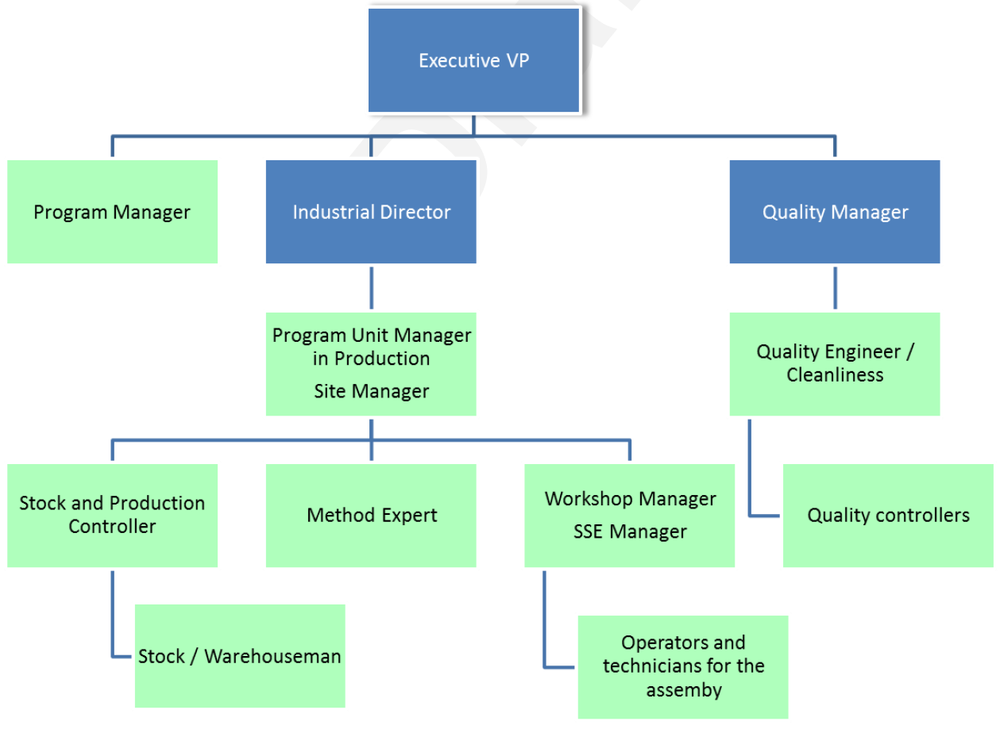 Executive VP
Program Manager
Industrial Director
Quality Manager
Program Unit Manager
in Production
Site Manager
Quality Engineer /
Cleanliness
Stock and Production
Controller
Method Expert
Workshop Manager
SSE Manager
Quality controllers
Stock / Warehouseman
Operators and
technicians for the
assemby